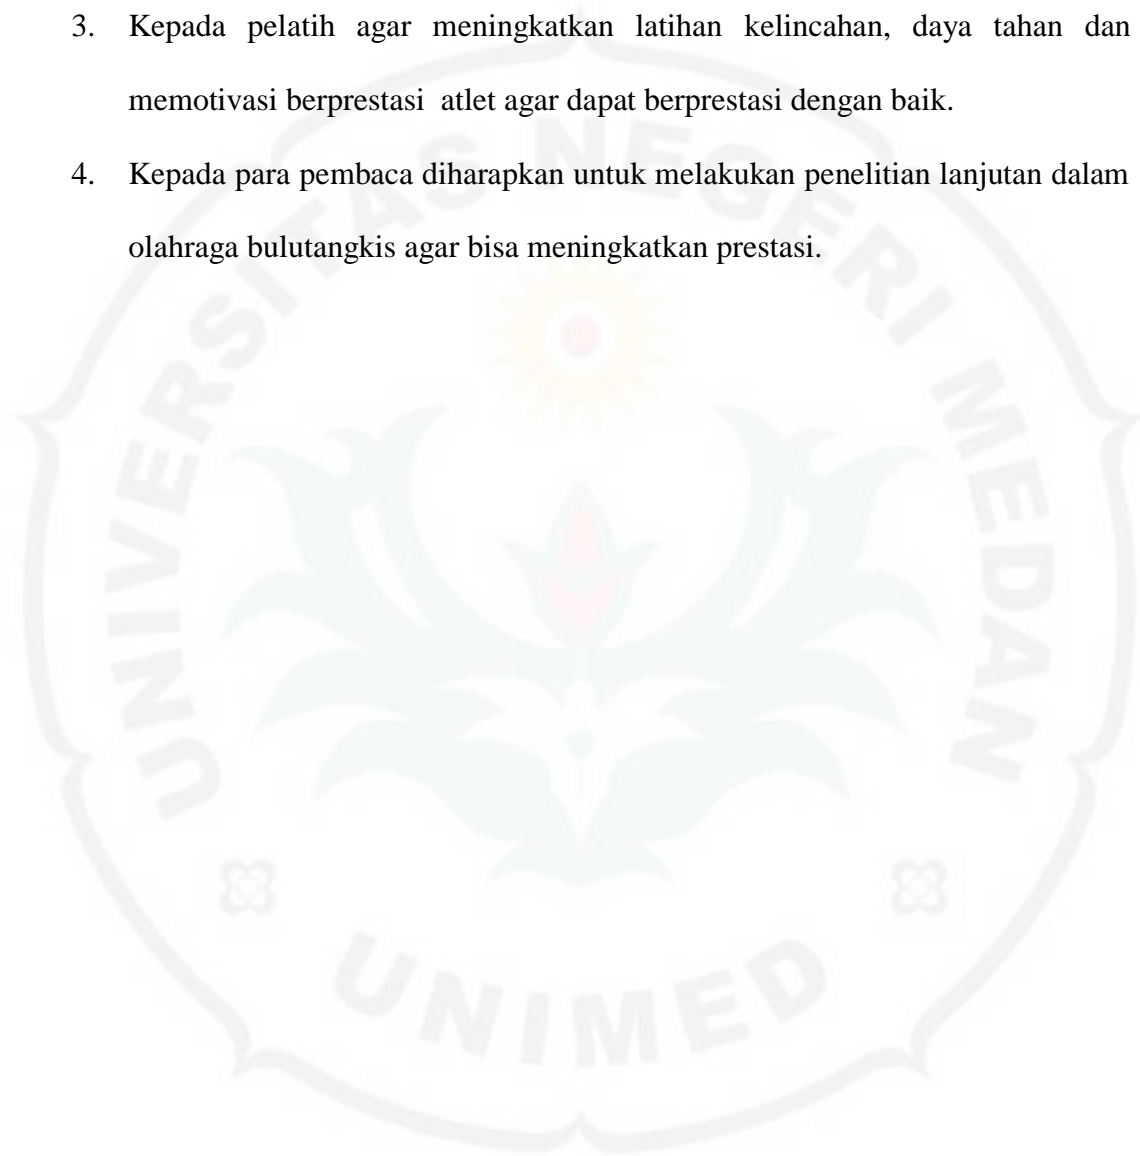 3. Kepada pelatih agar meningkatkan latihan kelincahan, daya tahan dan
memotivasi berprestasi  atlet agar dapat berprestasi dengan baik.
4. Kepada para pembaca diharapkan untuk melakukan penelitian lanjutan dalam
olahraga bulutangkis agar bisa meningkatkan prestasi.
UNIVERSITAS NEGERI MEDAN
UNIMED